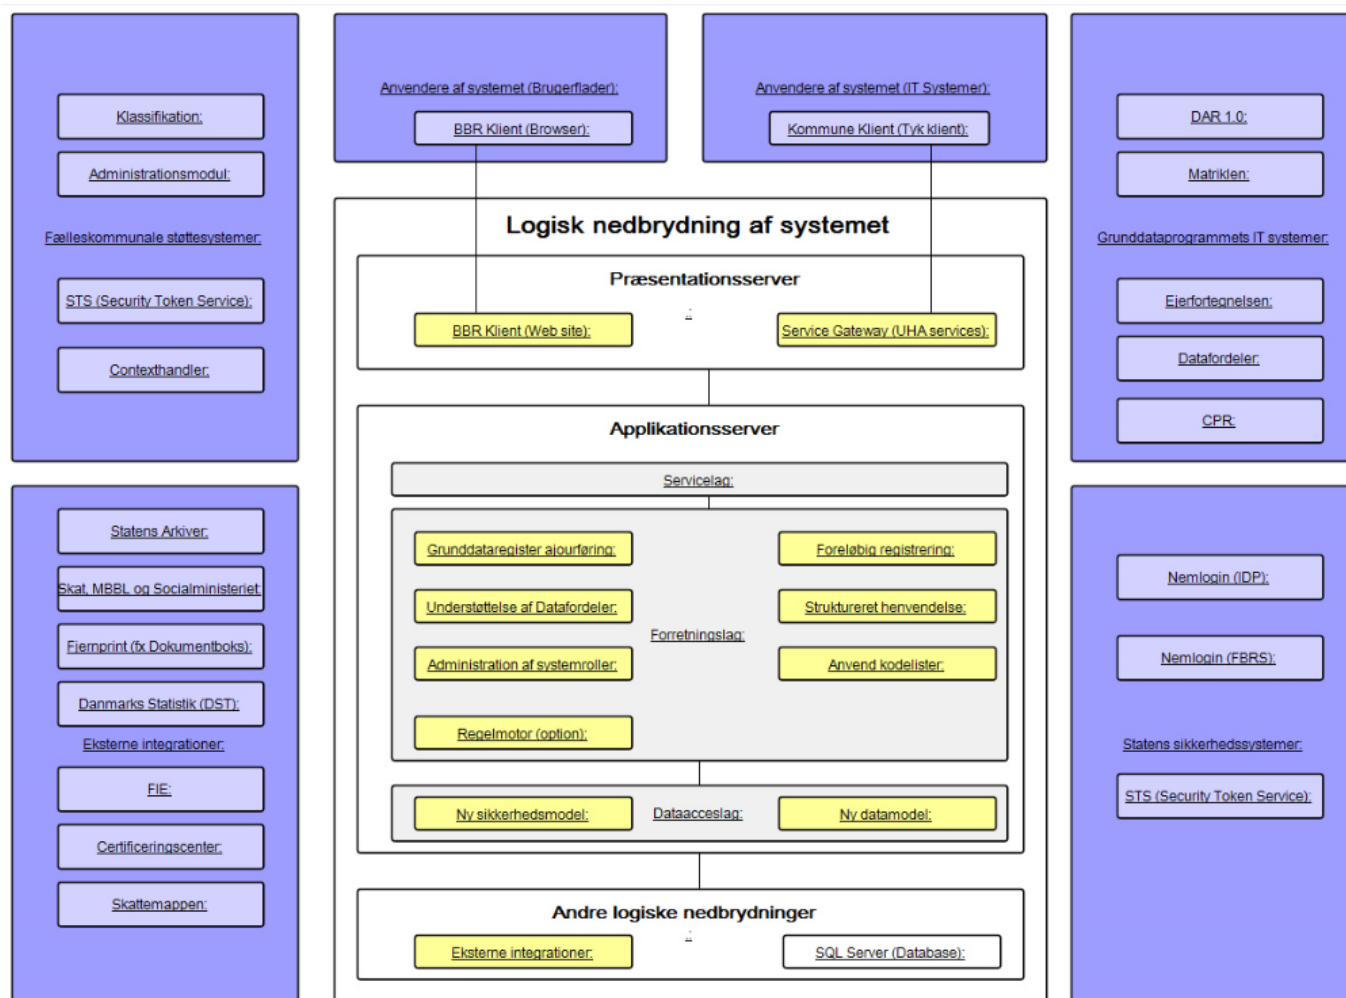 Klassifikation:
Administrationsmodul:
Fælleskommunale støttesystemer:
STS (Security Token Service):
Contexthandler:
Anvendere af systemet (Brugerflader):
BBR Klient (Browser):
Anvendere af systemet (IT Systemer):
Kommune Klient (Tyk klient):
DAR 1.0:
Matriklen:
Grunddataprogrammets IT systemer:
Ejerfortegnelsen:
Datafordeler:
CPR:
Logisk nedbrydning af systemet
Præsentationsserver
.:
BBR Klient (Web site):
Service Gateway (UHA services):
Applikationsserver
Servicelag:
Grunddataregister ajourføring:
Foreløbig registrering:
Understøttelse af Datafordeler:
Struktureret henvendelse:
Forretningslag:
Administration af systemroller:
Anvend kodelister:
Regelmotor (option):
Ny sikkerhedsmodel:
Dataacceslag:
Ny datamodel:
Andre logiske nedbrydninger
.:
Eksterne integrationer:
SQL Server (Database):
Statens Arkiver:
Skat, MBBL og Socialministeriet:
Fjernprint (fx Dokumentboks):
Danmarks Statistik (DST):
Eksterne integrationer:
FIE:
Certificeringscenter:
Skattemappen:
Nemlogin (IDP):
Nemlogin (FBRS):
Statens sikkerhedssystemer:
STS (Security Token Service):